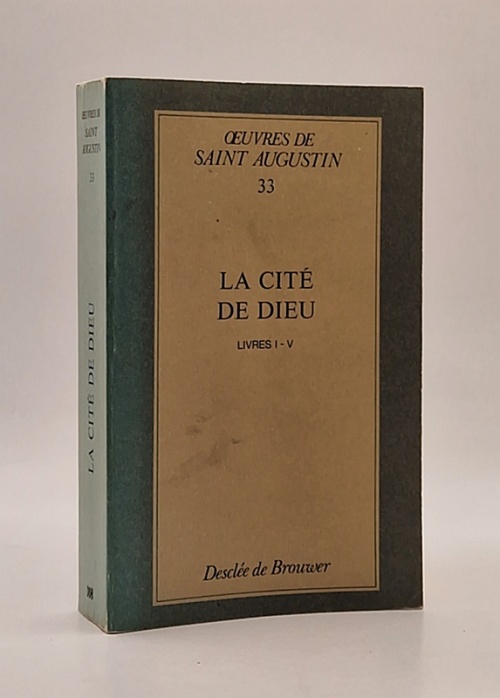 ŒUVRES DE
SAINT
AUGUSTIN
33
LA CITÉ DE DIEU
ŒUVRES DE
SAINT AUGUSTIN
33
LA CITÉ
DE DIEU
LIVRES I - V
Desclée de Brouwer